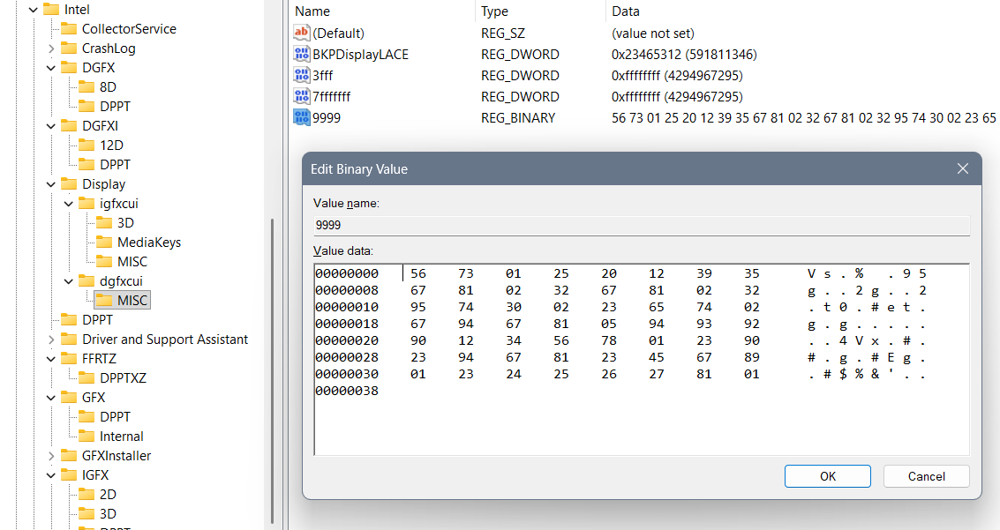 Intel
CollectorService
CrashLog
DGFX
8D
DPPT
DGFXI
12D
DPPT
Display
igfxcui
3D
MediaKeys
MISC
dgfxcui
MISC
DPPT
Driver and Support Assistant
FFRTZ
DPPTXZ
GFX
DPPT
Internal
GFXInstaller
IGFX
2D
3D
DPPT
Name Type Data
(Default) REG_SZ (value not set)
BKPDisplayLACE REG_DWORD 0x23465312 (591811346)
3fff REG_DWORD 0xffffffff (4294967295)
7fffffff REG_DWORD 0xffffffff (4294967295)
9999 REG_BINARY 56 73 01 25 20 12 39 35 67 81 02 32 67 81 02 32 95 74 30 02 23 65
Edit Binary Value
Value name:
9999
Value data:
00000000 56 73 01 25 20 12 39 35 V s . % . 9 5
00000008 67 81 02 32 67 81 02 32 g . . 2 g . . 2
00000010 95 74 30 02 23 65 74 02 . t 0 . # e t .
00000018 67 94 67 81 05 94 93 92 g . g . . . . .
00000020 90 12 34 56 78 01 23 90 . . 4 V x . # .
00000028 23 94 67 81 23 45 67 89 # . g . # E g .
00000030 01 23 24 25 26 27 81 01 . # $ % & ' . .
00000038
OK Cancel